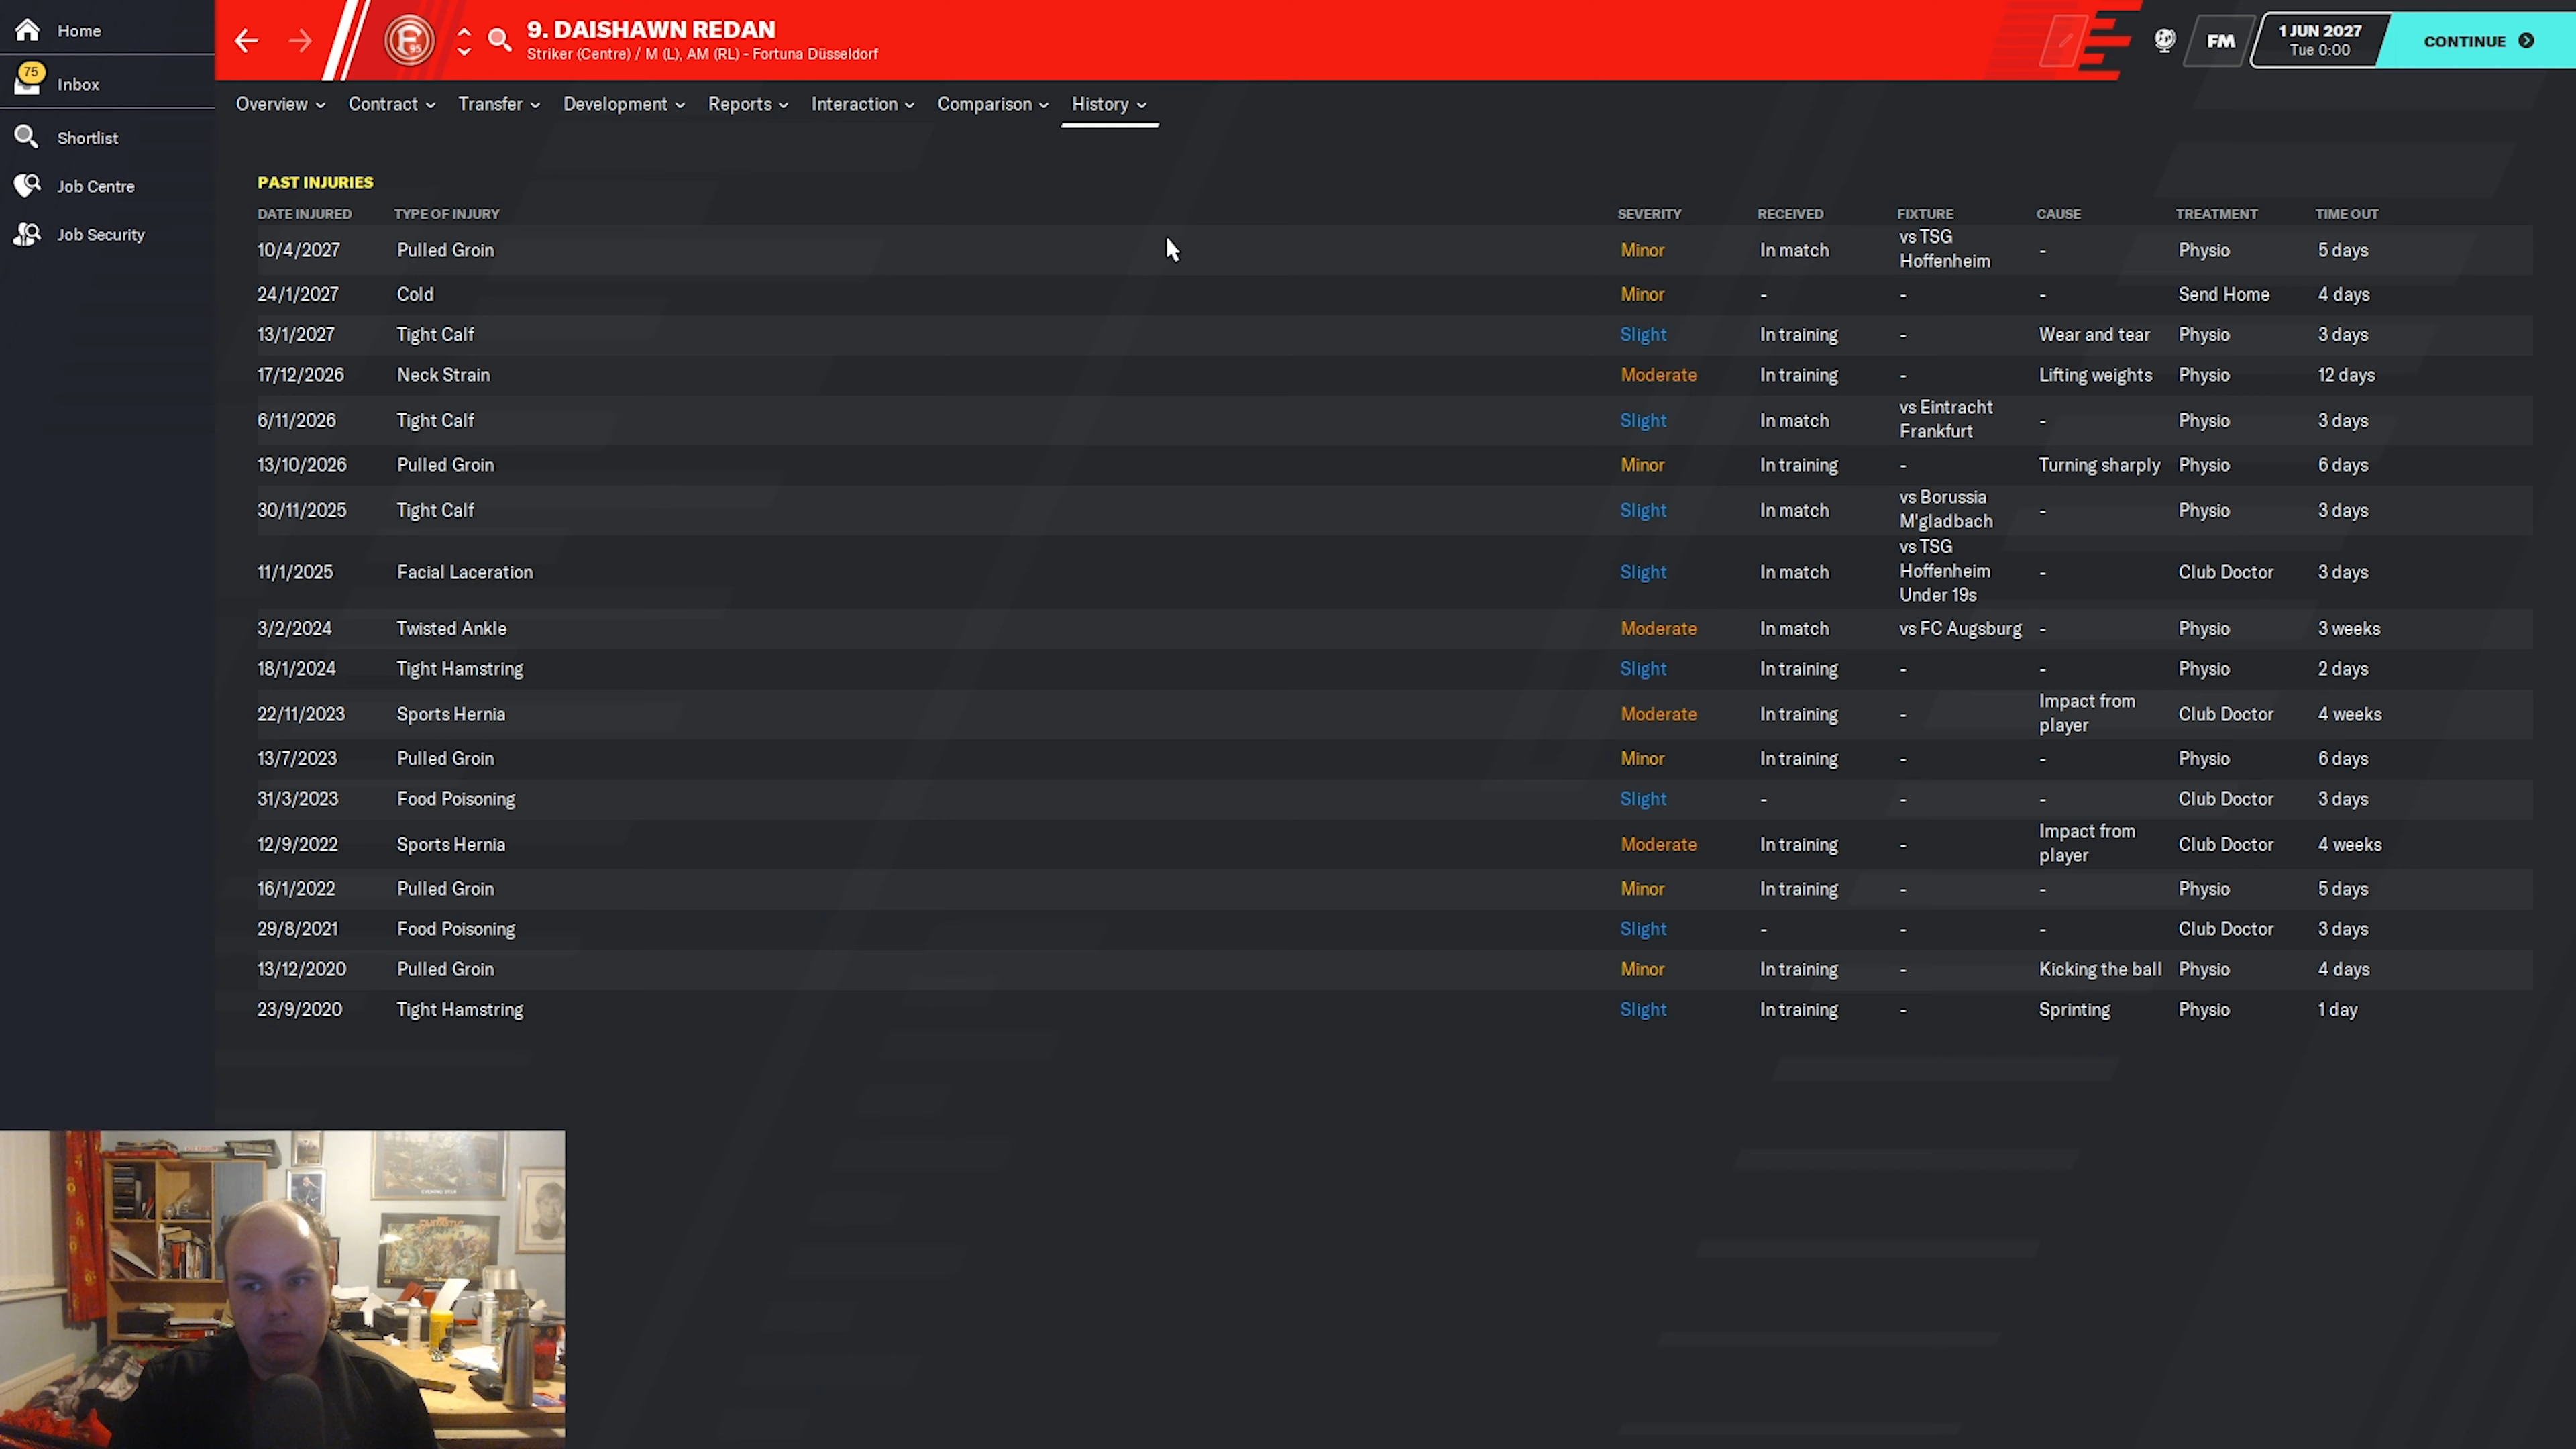 Home
75
Inbox
Shortlist
Job Centre
Job Security
F 95
9. DAISHAWN REDAN
Striker (Centre) / M (L), AM (RL) - Fortuna Düsseldorf
FM
1 JUN 2027
Tue 0:00
CONTINUE
Overview Contract Transfer Development Reports Interaction Comparison History
PAST INJURIES
DATE INJURED TYPE OF INJURY SEVERITY RECEIVED FIXTURE CAUSE TREATMENT TIME OUT
10/4/2027 Pulled Groin Minor In match vs TSG Hoffenheim - Physio 5 days
24/1/2027 Cold Minor - - - Send Home 4 days
13/1/2027 Tight Calf Slight In training - Wear and tear Physio 3 days
17/12/2026 Neck Strain Moderate In training - Lifting weights Physio 12 days
6/11/2026 Tight Calf Slight In match vs Eintracht Frankfurt - Physio 3 days
13/10/2026 Pulled Groin Minor In training - Turning sharply Physio 6 days
30/11/2025 Tight Calf Slight In match vs Borussia M'gladbach - Physio 3 days
11/1/2025 Facial Laceration Slight In match vs TSG Hoffenheim Under 19s - Club Doctor 3 days
3/2/2024 Twisted Ankle Moderate In match vs FC Augsburg - Physio 3 weeks
18/1/2024 Tight Hamstring Slight In training - - Physio 2 days
22/11/2023 Sports Hernia Moderate In training - Impact from player Club Doctor 4 weeks
13/7/2023 Pulled Groin Minor In training - - Physio 6 days
31/3/2023 Food Poisoning Slight - - - Club Doctor 3 days
12/9/2022 Sports Hernia Moderate In training - Impact from player Club Doctor 4 weeks
16/1/2022 Pulled Groin Minor In training - - Physio 5 days
29/8/2021 Food Poisoning Slight - - - Club Doctor 3 days
13/12/2020 Pulled Groin Minor In training - Kicking the ball Physio 4 days
23/9/2020 Tight Hamstring Slight In training - Sprinting Physio 1 day